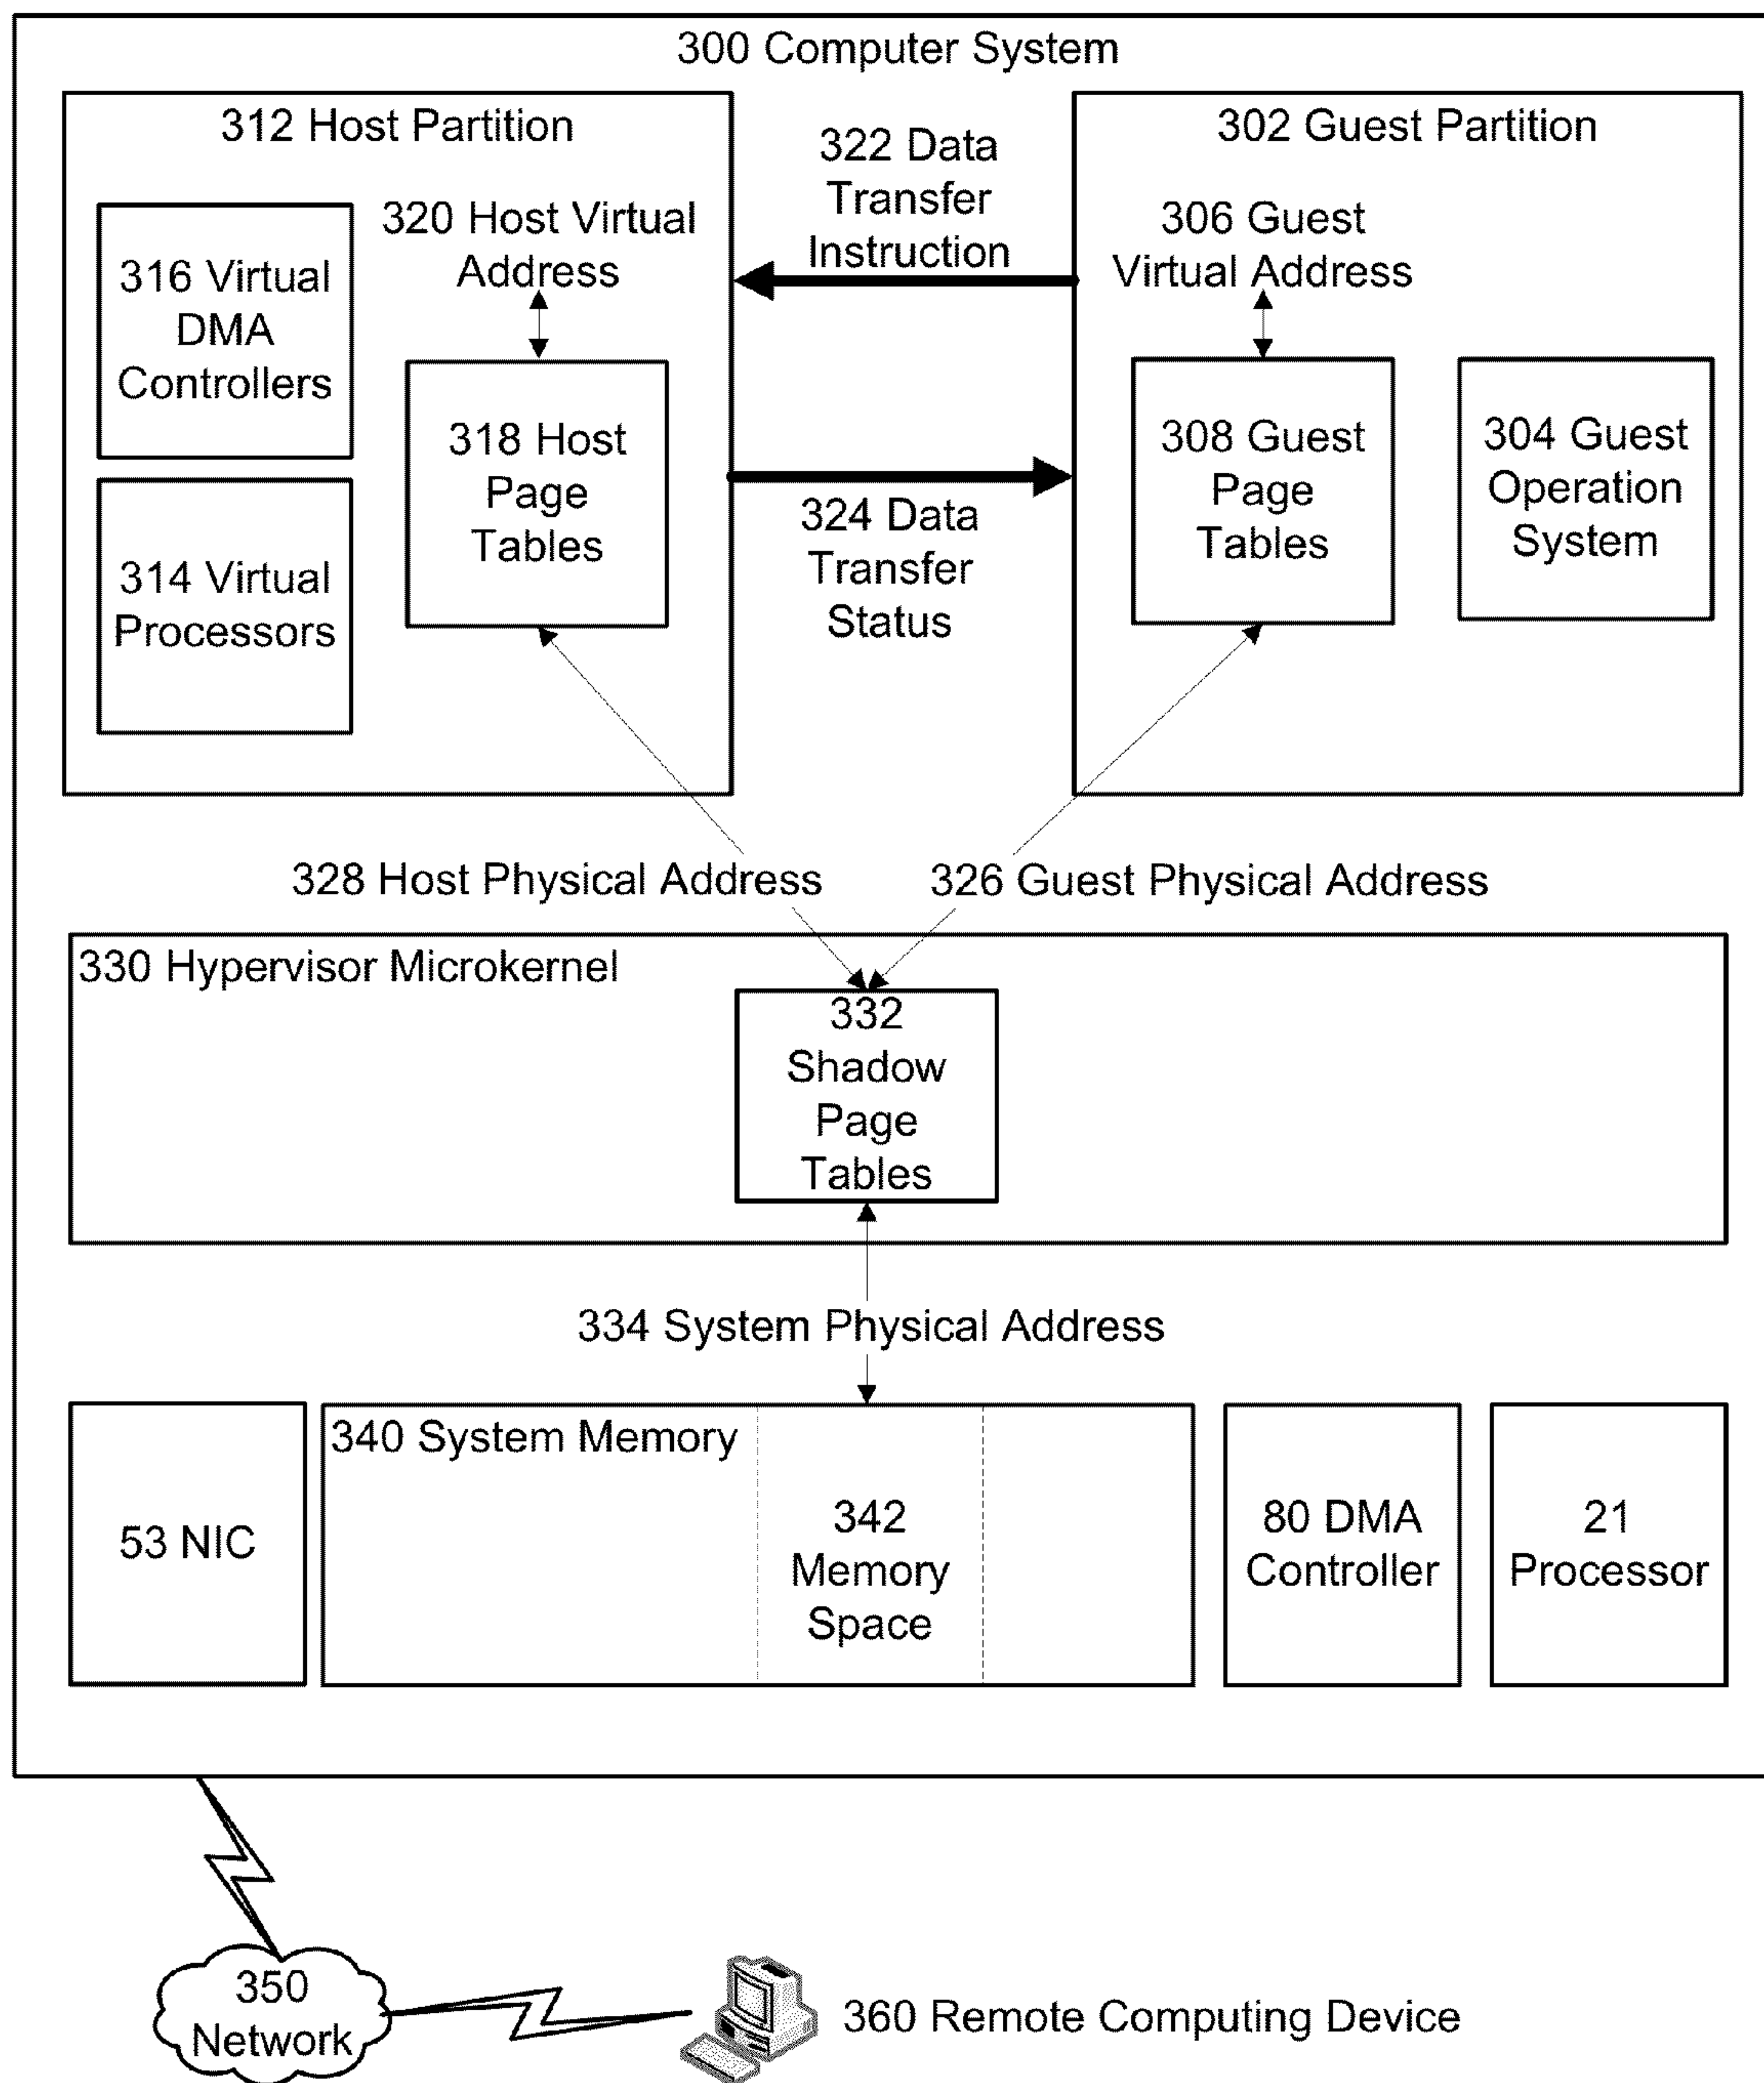 300 Computer System
312 Host Partition
322 Data
Transfer
Instruction
302 Guest Partition
316 Virtual
DMA
Controllers
320 Host Virtual
Address
306 Guest
Virtual Address
318 Host
Page
Tables
308 Guest
Page
Tables
304 Guest
Operation
System
314 Virtual
Processors
324 Data
Transfer
Status
328 Host Physical Address
326 Guest Physical Address
330 Hypervisor Microkernel
332
Shadow
Page
Tables
334 System Physical Address
53 NIC
340 System Memory
342
Memory
Space
80 DMA
Controller
21
Processor
350
Network
360 Remote Computing Device